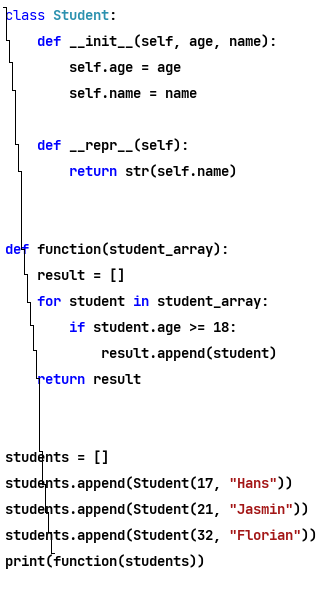 class Student:
    def __init__(self, age, name):
        self.age = age
        self.name = name

    def __repr__(self):
        return str(self.name)


def function(student_array):
    result = []
    for student in student_array:
        if student.age >= 18:
            result.append(student)
    return result


students = []
students.append(Student(17, "Hans"))
students.append(Student(21, "Jasmin"))
students.append(Student(32, "Florian"))
print(function(students))